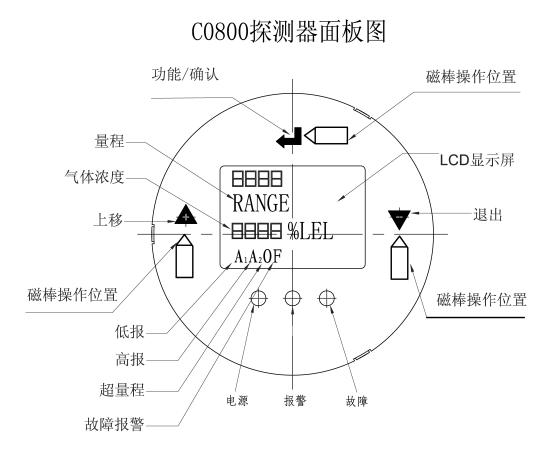 C0800探测器面板图
功能/确认
磁棒操作位置
量程
LCD显示屏
气体浓度
8888
RANGE
上移
+
8888 %LEL
-
退出
A₁A₂OF
磁棒操作位置
磁棒操作位置
低报
高报
超量程
故障报警
电源
报警
故障